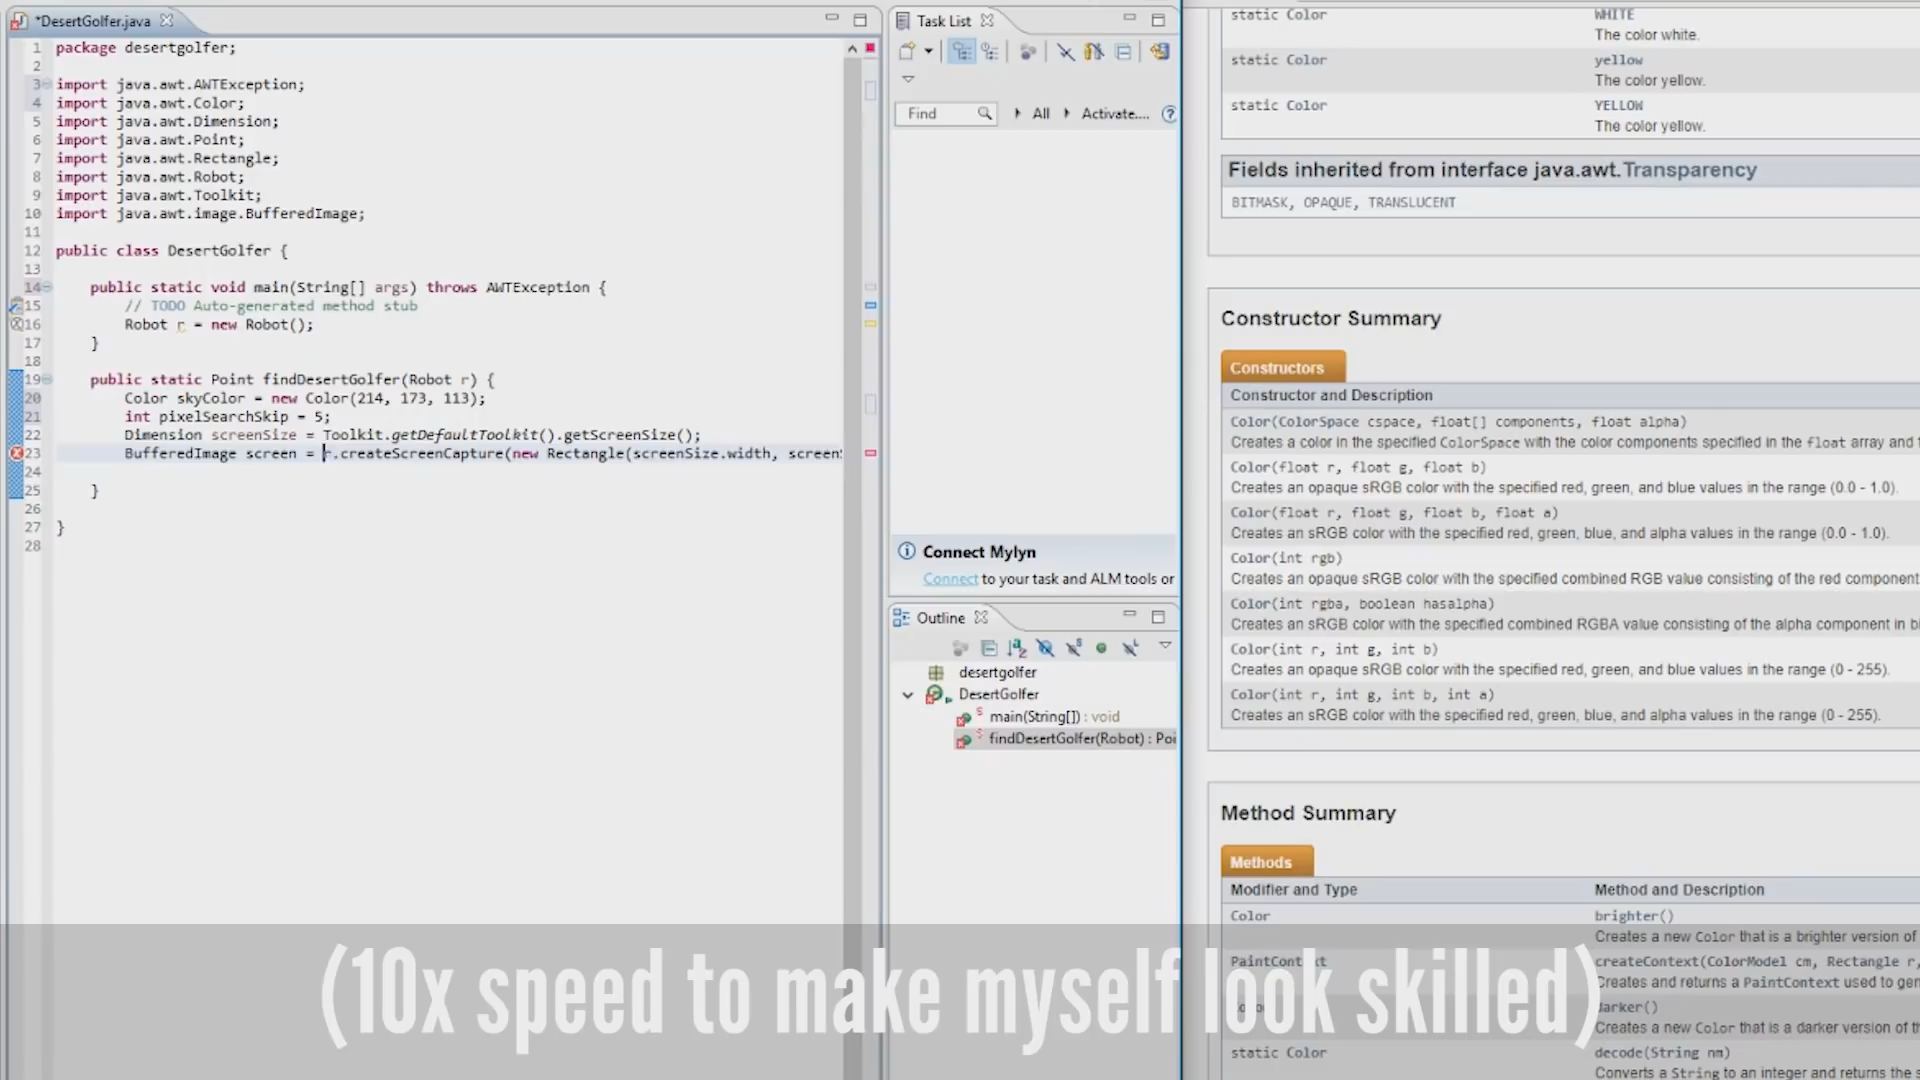 *DesertGolfer.java
1 package desertgolfer;
2
3 import java.awt.AWTException;
4 import java.awt.Color;
5 import java.awt.Dimension;
6 import java.awt.Point;
7 import java.awt.Rectangle;
8 import java.awt.Robot;
9 import java.awt.Toolkit;
10 import java.awt.image.BufferedImage;
11
12 public class DesertGolfer {
13
14 public static void main(String[] args) throws AWTException {
15 // TODO Auto-generated method stub
16 Robot r = new Robot();
17 }
18
19 public static Point findDesertGolfer(Robot r) {
20 Color skyColor = new Color(214, 173, 113);
21 int pixelSearchSkip = 5;
22 Dimension screenSize = Toolkit.getDefaultToolkit().getScreenSize();
23 BufferedImage screen = r.createScreenCapture(new Rectangle(screenSize.width, screen
24
25 }
26
27 }
28
Task List
Find
All
Activate....
Connect Mylyn
Connect to your task and ALM tools or
Outline
desertgolfer
DesertGolfer
main(String[]) : void
findDesertGolfer(Robot) : Poi
static Color WHITE
The color white.
static Color yellow
The color yellow.
static Color YELLOW
The color yellow.
Fields inherited from interface java.awt.Transparency
BITMASK, OPAQUE, TRANSLUCENT
Constructor Summary
Constructors
Constructor and Description
Color(ColorSpace cspace, float[] components, float alpha)
Creates a color in the specified ColorSpace with the color components specified in the float array and
Color(float r, float g, float b)
Creates an opaque sRGB color with the specified red, green, and blue values in the range (0.0 - 1.0).
Color(float r, float g, float b, float a)
Creates an sRGB color with the specified red, green, blue, and alpha values in the range (0.0 - 1.0).
Color(int rgb)
Creates an opaque sRGB color with the specified combined RGB value consisting of the red component
Color(int rgba, boolean hasalpha)
Creates an sRGB color with the specified combined RGBA value consisting of the alpha component in
Color(int r, int g, int b)
Creates an opaque sRGB color with the specified red, green, and blue values in the range (0 - 255).
Color(int r, int g, int b, int a)
Creates an sRGB color with the specified red, green, blue, and alpha values in the range (0 - 255).
Method Summary
Methods
Modifier and Type Method and Description
Color brighter()
Creates a new Color that is a brighter version of
PaintContext createContext(ColorModel cm, Rectangle r,
Creates and returns a PaintContext used to gen
darker()
Creates a new Color that is a darker version of
static Color decode(String nm)
Converts a String to an integer and returns the
(10x speed to make myself look skilled)